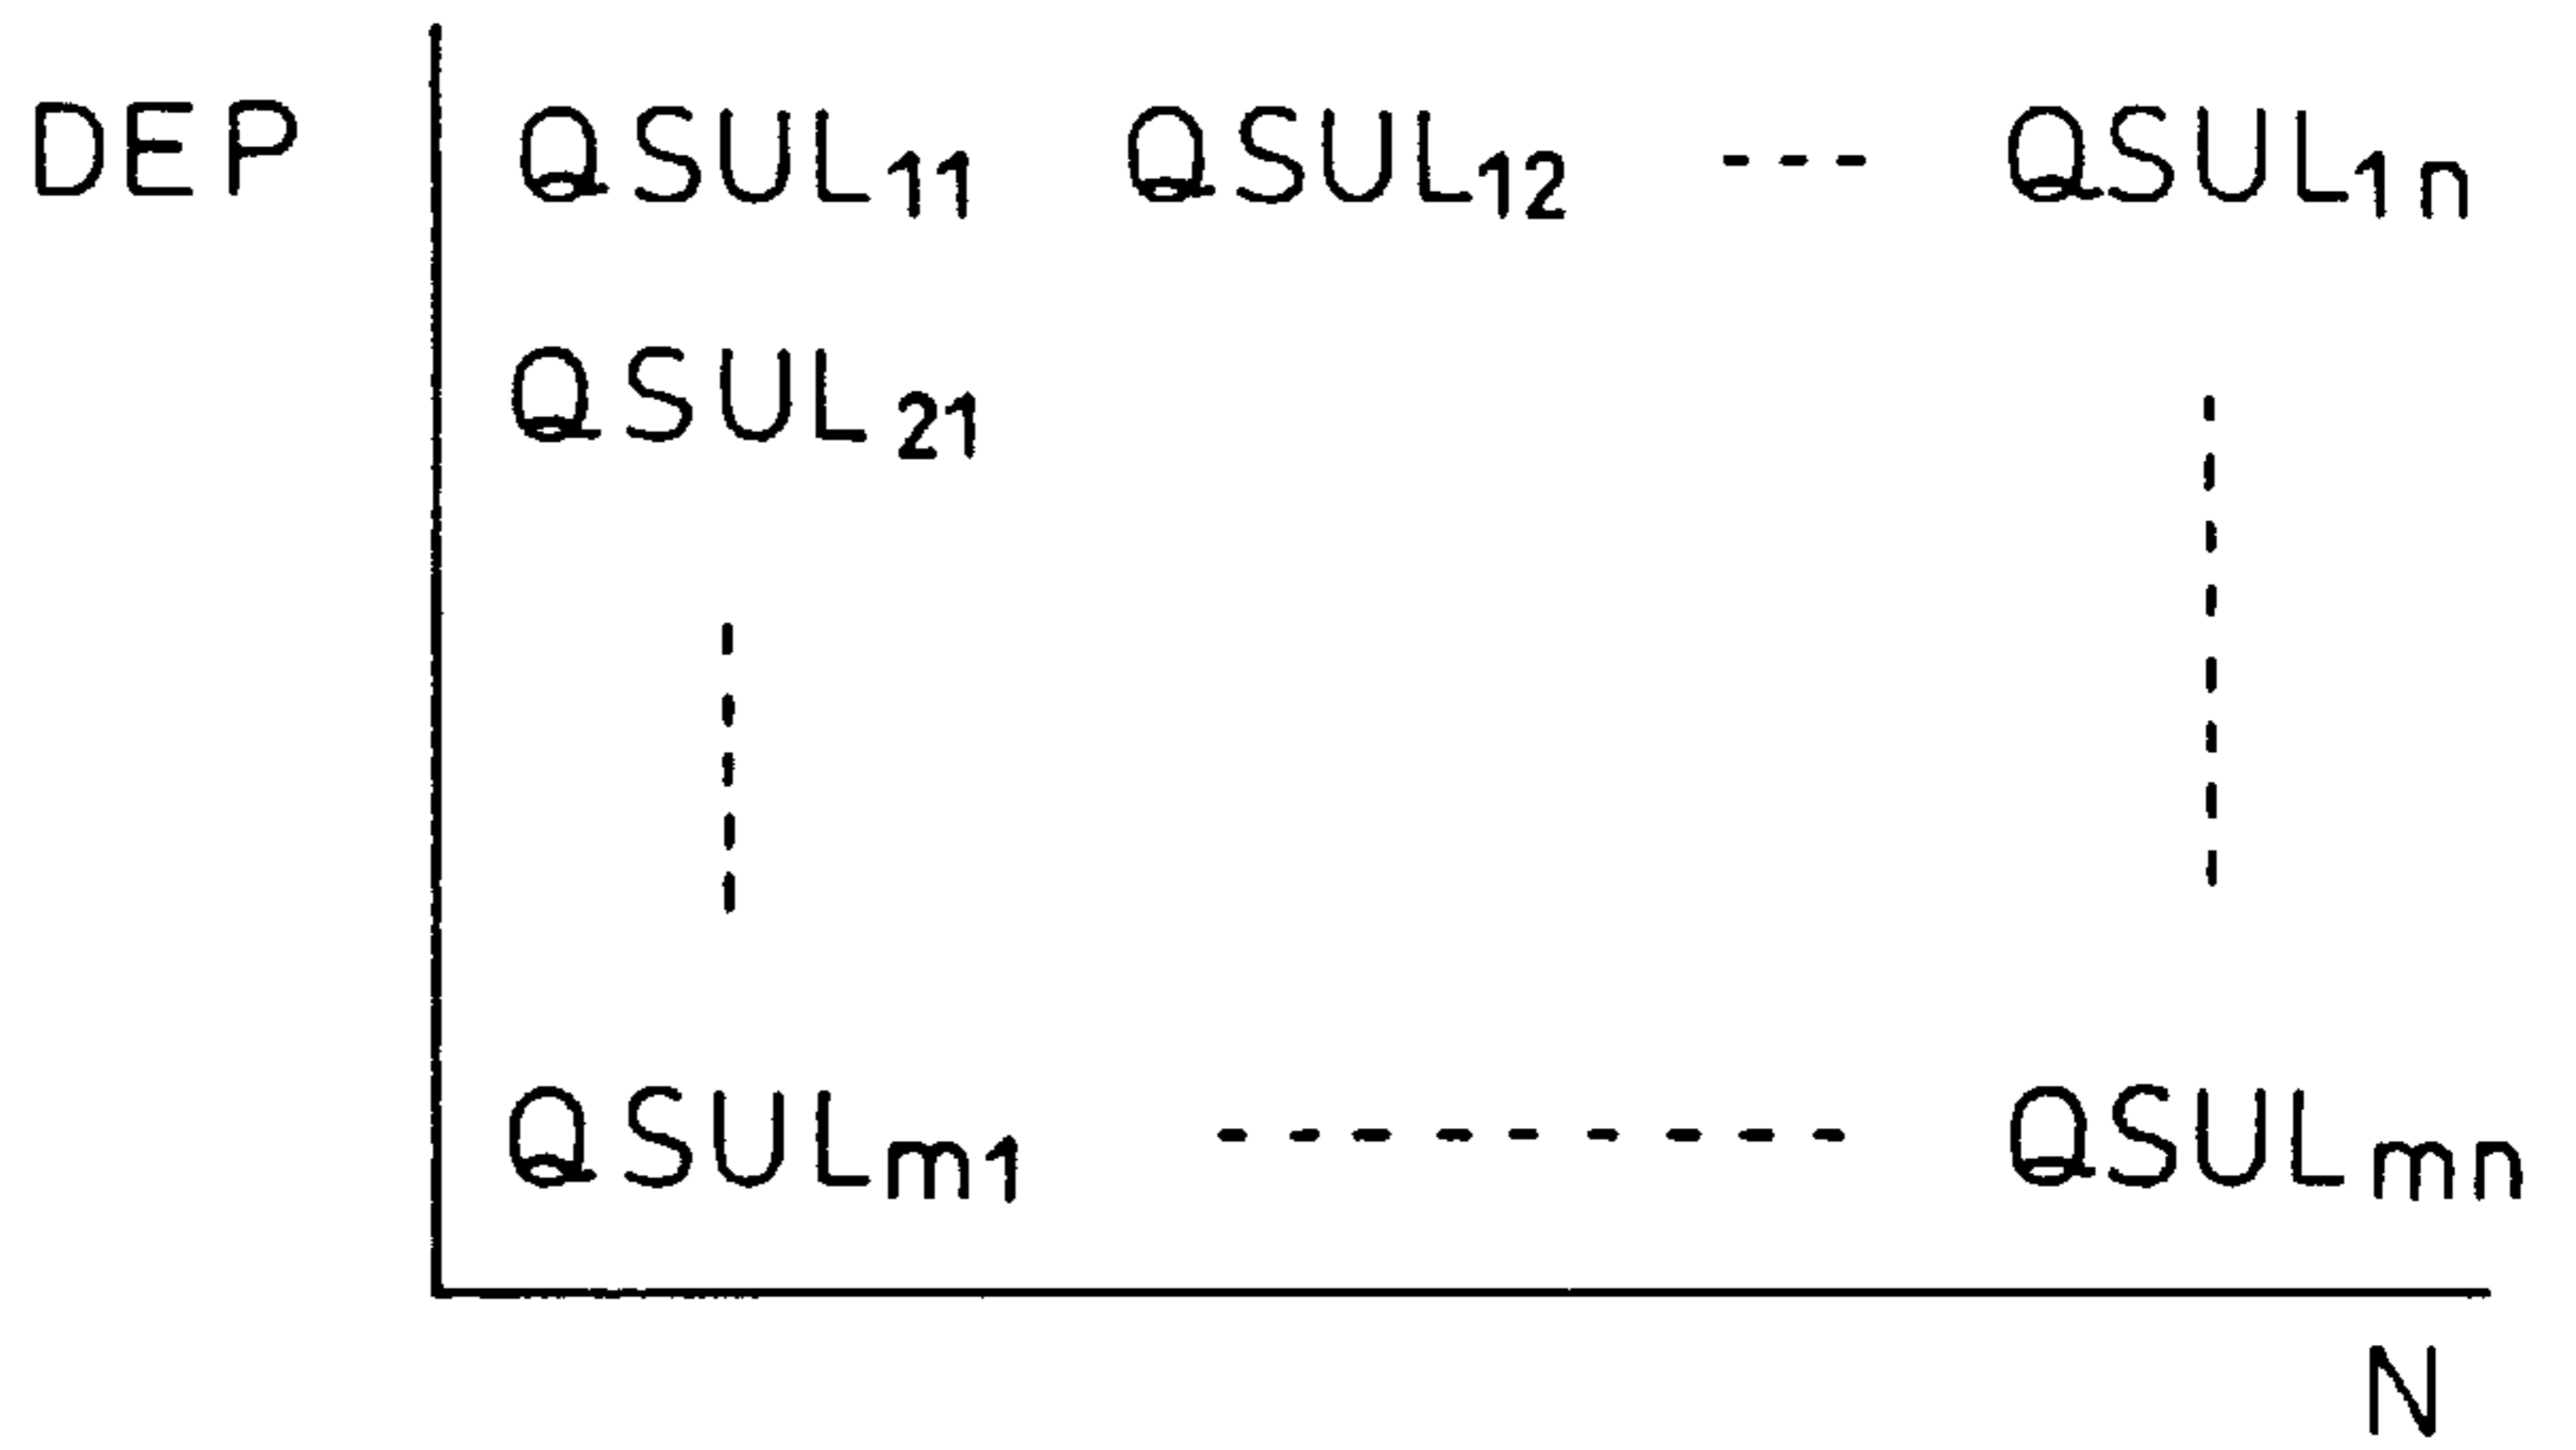 DEP QSUL₁₁ QSUL₁₂ --- QSUL₁ₙ
QSUL₂₁
QSULₘ₁ --------- QSULₘₙ
N